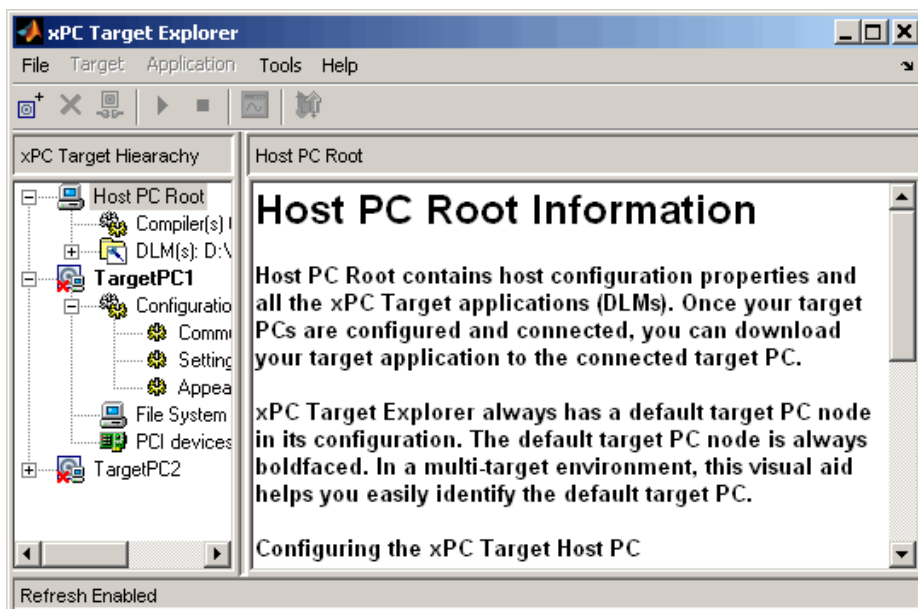 xPC Target Explorer
File Target Application Tools Help
xPC Target Hiearachy
Host PC Root
Host PC Root
Compiler(s)
DLM(s): D:\
TargetPC1
Configuratio
Commu
Setting
Appea
File System
PCI devices
TargetPC2
Host PC Root Information
Host PC Root contains host configuration properties and
all the xPC Target applications (DLMs). Once your target
PCs are configured and connected, you can download
your target application to the connected target PC.
xPC Target Explorer always has a default target PC node
in its configuration. The default target PC node is always
boldfaced. In a multi-target environment, this visual aid
helps you easily identify the default target PC.
Configuring the xPC Target Host PC
Refresh Enabled